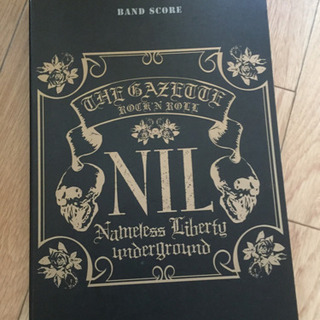 BAND SCORE
THE GAZETTE
ROCK'N ROLL
NIL
Nameless Liberty
underground